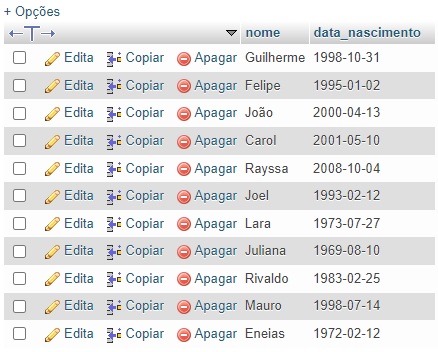 + Opções
nome data_nascimento
Edita Copiar Apagar Guilherme 1998-10-31
Edita Copiar Apagar Felipe 1995-01-02
Edita Copiar Apagar João 2000-04-13
Edita Copiar Apagar Carol 2001-05-10
Edita Copiar Apagar Rayssa 2008-10-04
Edita Copiar Apagar Joel 1993-02-12
Edita Copiar Apagar Lara 1973-07-27
Edita Copiar Apagar Juliana 1969-08-10
Edita Copiar Apagar Rivaldo 1983-02-25
Edita Copiar Apagar Mauro 1998-07-14
Edita Copiar Apagar Eneias 1972-02-12